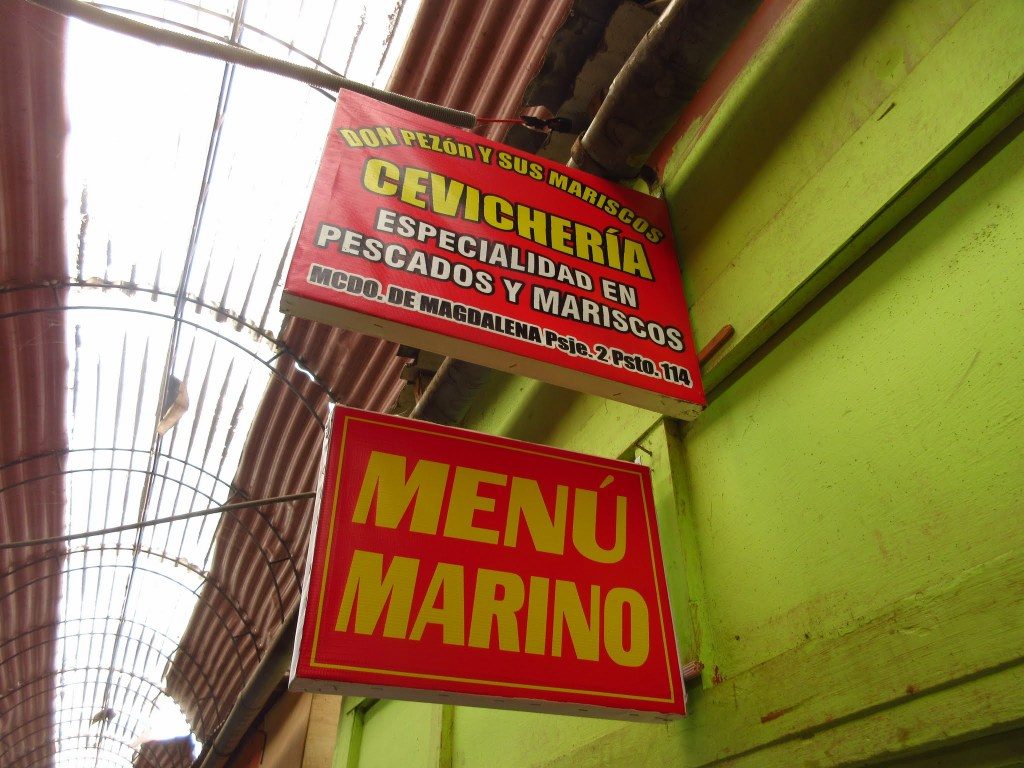 DON PEZón Y SUS MARISCOS
CEVICHERÍA
ESPECIALIDAD EN
PESCADOS Y MARISCOS
MCDO. DE MAGDALENA Psje. 2 Psto. 114
MENÚ
MARINO